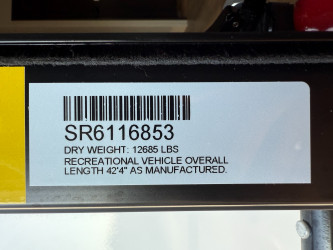 SR6116853
DRY WEIGHT: 12685 LBS
RECREATIONAL VEHICLE OVERALL
LENGTH 42'4" AS MANUFACTURED.